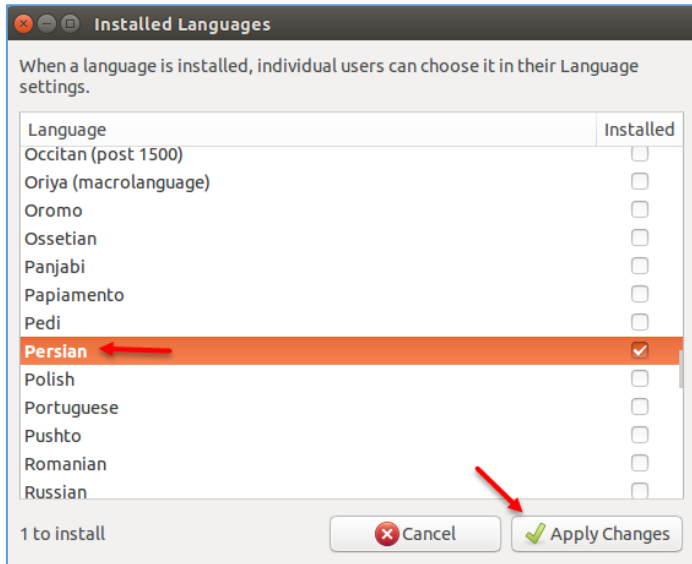 Installed Languages
When a language is installed, individual users can choose it in their Language
settings.
Language Installed
Occitan (post 1500)
Oriya (macrolanguage)
Oromo
Ossetian
Panjabi
Papiamento
Pedi
Persian
Polish
Portuguese
Pushto
Romanian
Russian
1 to install Cancel Apply Changes